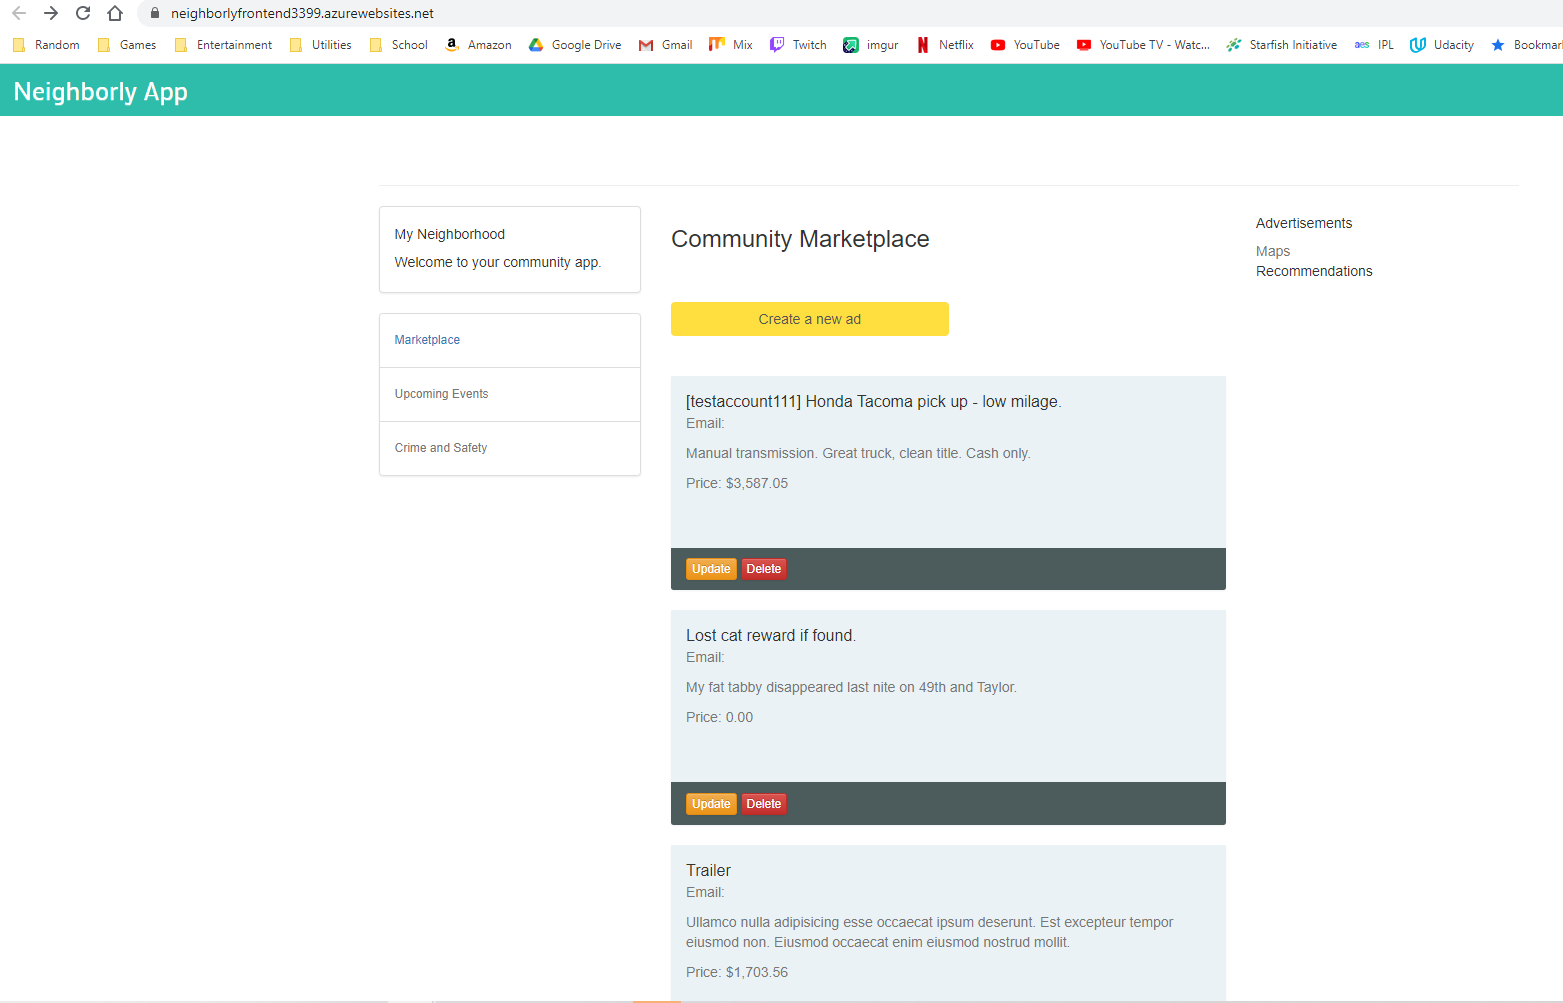 neighborlyfrontend3399.azurewebsites.net
Random Games Entertainment Utilities School Amazon Google Drive Gmail Mix Twitch imgur Netflix YouTube YouTube TV - Watc... Starfish Initiative aes IPL Udacity Bookmar
Neighborly App
My Neighborhood
Welcome to your community app.
Marketplace
Upcoming Events
Crime and Safety
Community Marketplace
Create a new ad
[testaccount111] Honda Tacoma pick up - low milage.
Email:
Manual transmission. Great truck, clean title. Cash only.
Price: $3,587.05
Update Delete
Lost cat reward if found.
Email:
My fat tabby disappeared last nite on 49th and Taylor.
Price: 0.00
Update Delete
Trailer
Email:
Ullamco nulla adipisicing esse occaecat ipsum deserunt. Est excepteur tempor
eiusmod non. Eiusmod occaecat enim eiusmod nostrud mollit.
Price: $1,703.56
Advertisements
Maps
Recommendations